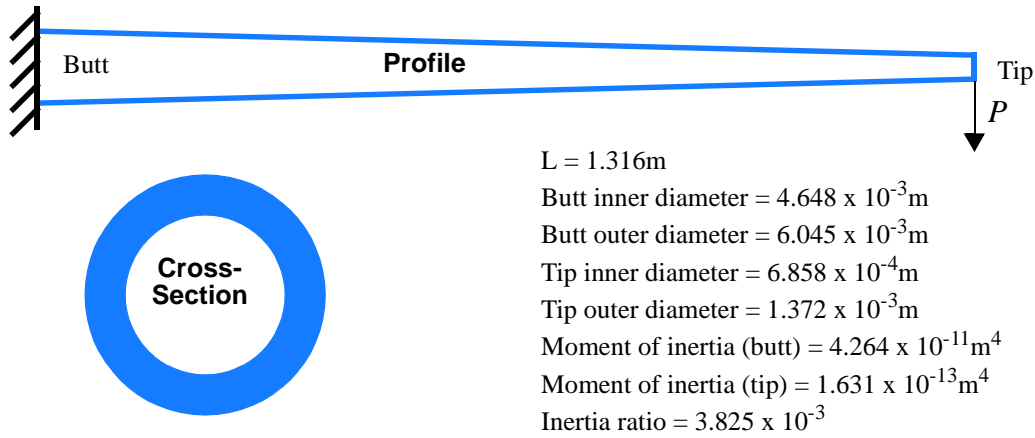 Butt
Profile
Tip
P
L = 1.316m
Butt inner diameter = 4.648 x 10⁻³m
Butt outer diameter = 6.045 x 10⁻³m
Cross-
Section
Tip inner diameter = 6.858 x 10⁻⁴m
Tip outer diameter = 1.372 x 10⁻³m
Moment of inertia (butt) = 4.264 x 10⁻¹¹m⁴
Moment of inertia (tip) = 1.631 x 10⁻¹³m⁴
Inertia ratio = 3.825 x 10⁻³